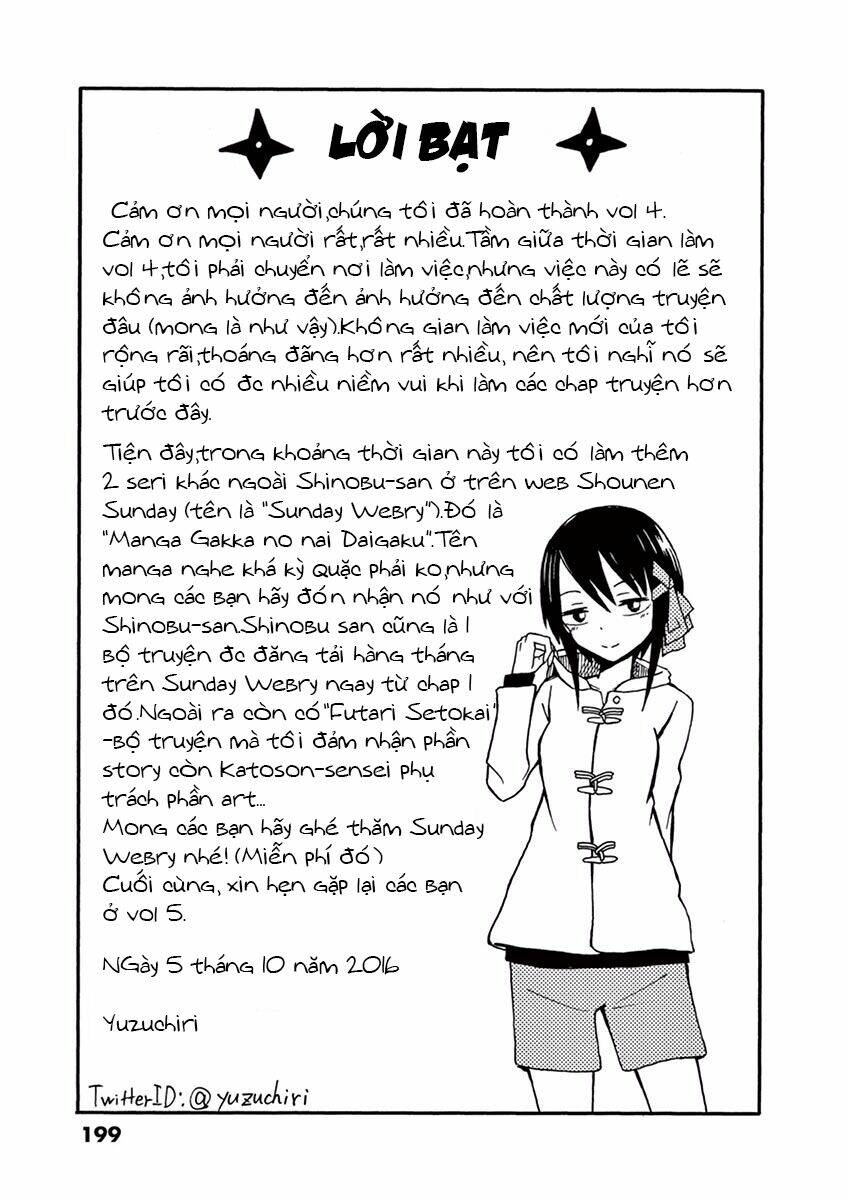 LỜI BẠT
Cảm ơn mọi người,chúng tôi đã hoàn thành vol 4.
Cảm ơn mọi người rất,rất nhiều.Tầm giữa thời gian làm
vol 4,tôi phải chuyển nơi làm việc,nhưng việc này có lẽ sẽ
không ảnh hưởng đến ảnh hưởng đến chất lượng truyện
đâu (mong là như vậy).Không gian làm việc mới của tôi
rộng rãi,thoáng đãng hơn rất nhiều, nên tôi nghĩ nó sẽ
giúp tôi có đc nhiều niềm vui khi làm các chap truyện hơn
trước đây.
Tiện đây,trong khoảng thời gian này tôi có làm thêm
2 seri khác ngoài Shinobu-san ở trên web Shounen
Sunday (tên là "Sunday Webry").Đó là
"Manga Gakka no nai Daigaku".Tên
manga nghe khá kỳ quặc phải ko,nhưng
mong các bạn hãy đón nhận nó như với
Shinobu-san.Shinobu san cũng là 1
bộ truyện đc đăng tải hàng tháng
trên Sunday Webry ngay từ chap 1
đó.Ngoài ra còn có"Futari Setokai"
-bộ truyện mà tôi đảm nhận phần
story còn Katoson-sensei phụ
trách phần art...
Mong các bạn hãy ghé thăm Sunday
Webry nhé! (Miễn phí đó)
Cuối cùng, xin hẹn gặp lại các bạn
ở vol 5.
Ngày 5 tháng 10 năm 2016
Yuzuchiri
TwitterID:@yuzuchiri
199